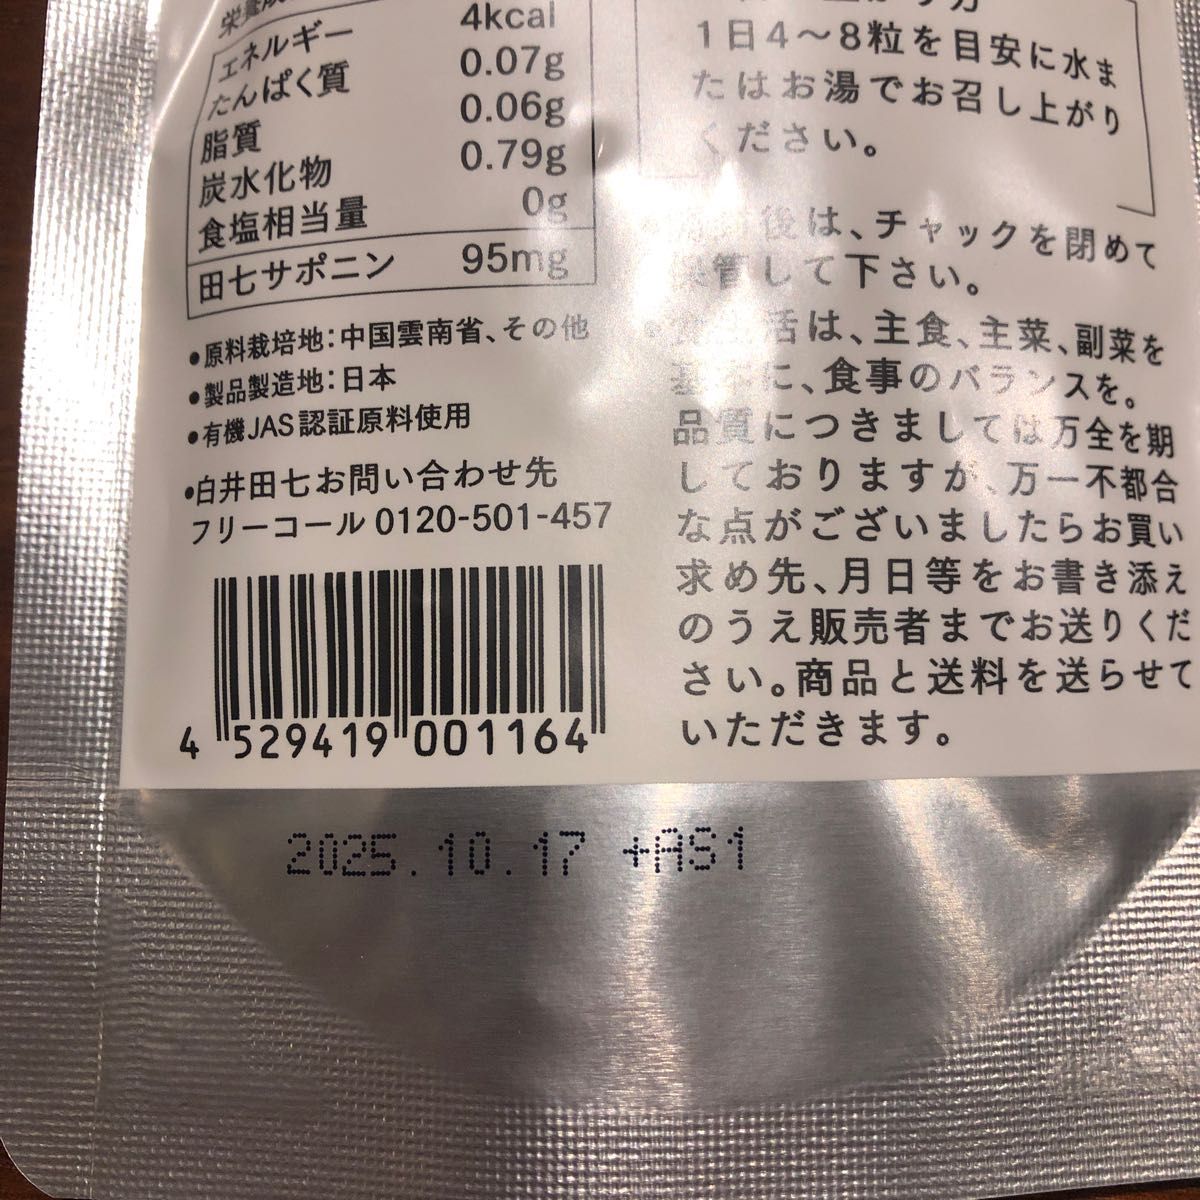 4kcal
エネルギー
0.07g
たんぱく質
0.06g
脂質
0.79g
炭水化物
0g
食塩相当量
田七サポニン 95mg
•原料栽培地:中国雲南省、その他
•製品製造地:日本
•有機JAS認証原料使用
•白井田七お問い合わせ先
フリーコール 0120-501-457
4 529419 001164
1日4〜8粒を目安に水ま
たはお湯でお召し上がり
ください。
後は、チャックを閉めて
して下さい。
活は、主食、主菜、副菜を
に、食事のバランスを。
品質につきましては万全を期
しておりますが、万一不都合
な点がございましたらお買い
求め先、月日等をお書き添え
のうえ販売者までお送りくだ
さい。商品と送料を送らせて
いただきます。
2025.10.17 +AS1